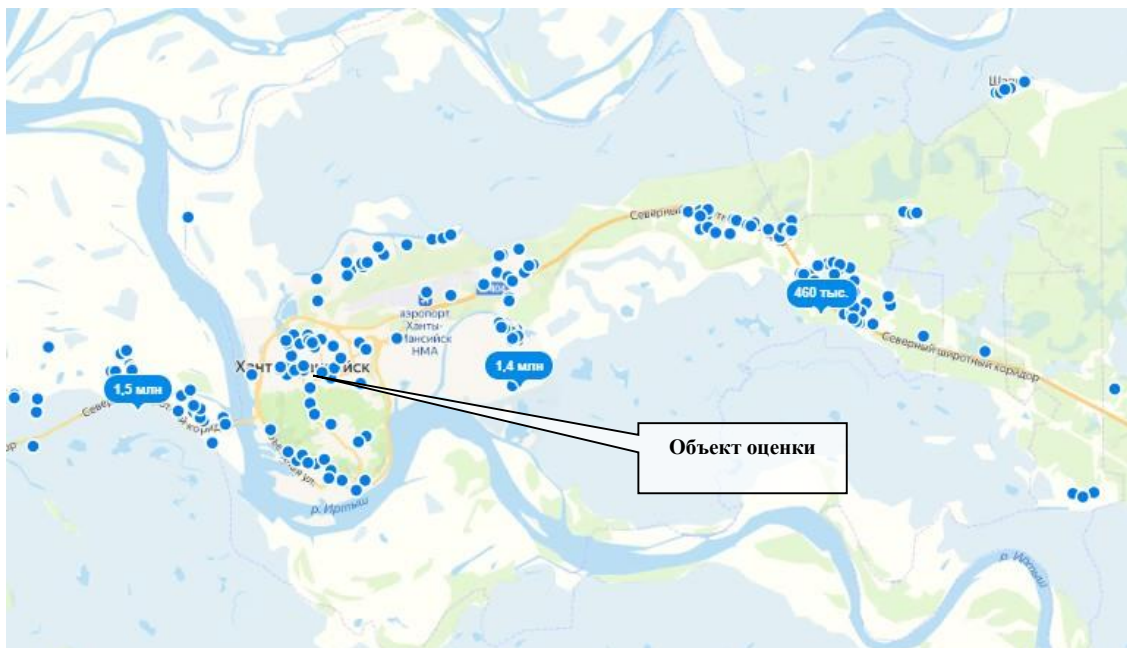 460 тыс.
аэропорт
Ханты-
Мансийск
НМА
1,4 млн
Северный широтный коридор
1,5 млн
Объект оценки
р. Иртыш
р. Иртыш